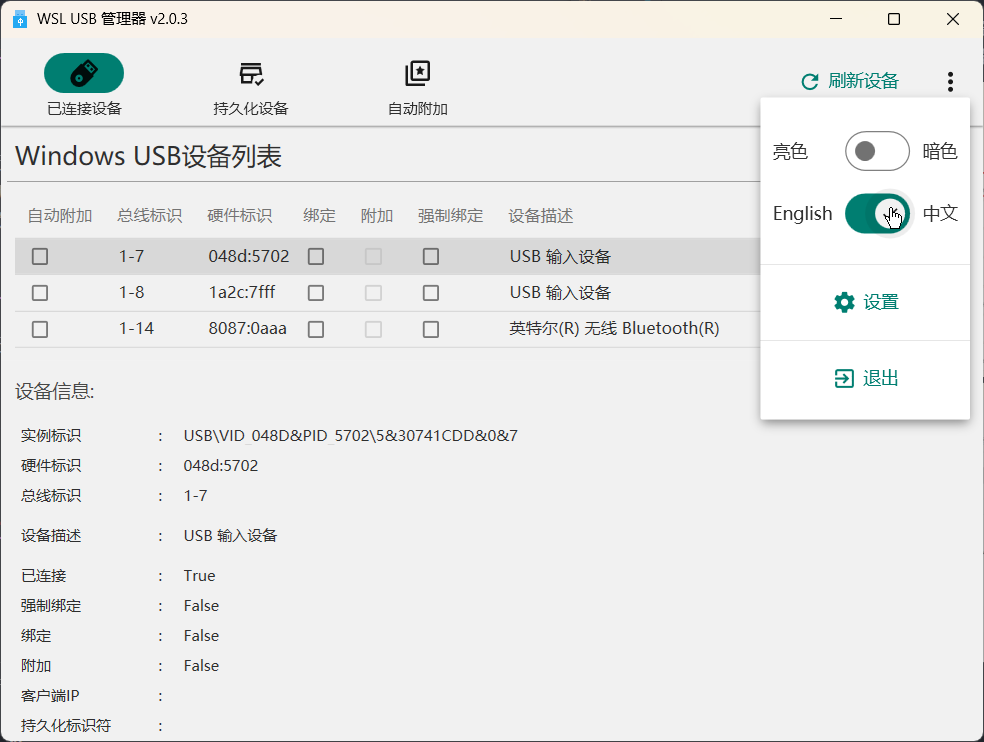 WSL USB 管理器 v2.0.3
已连接设备 持久化设备 自动附加 刷新设备
Windows USB设备列表
亮色 暗色
English 中文
设置
退出
自动附加 总线标识 硬件标识 绑定 附加 强制绑定 设备描述
1-7 048d:5702 USB 输入设备
1-8 1a2c:7fff USB 输入设备
1-14 8087:0aaa 英特尔(R) 无线 Bluetooth(R)
设备信息:
实例标识 : USB\VID_048D&PID_5702\5&30741CDD&0&7
硬件标识 : 048d:5702
总线标识 : 1-7
设备描述 : USB 输入设备
已连接 : True
强制绑定 : False
绑定 : False
附加 : False
客户端IP :
持久化标识符 :